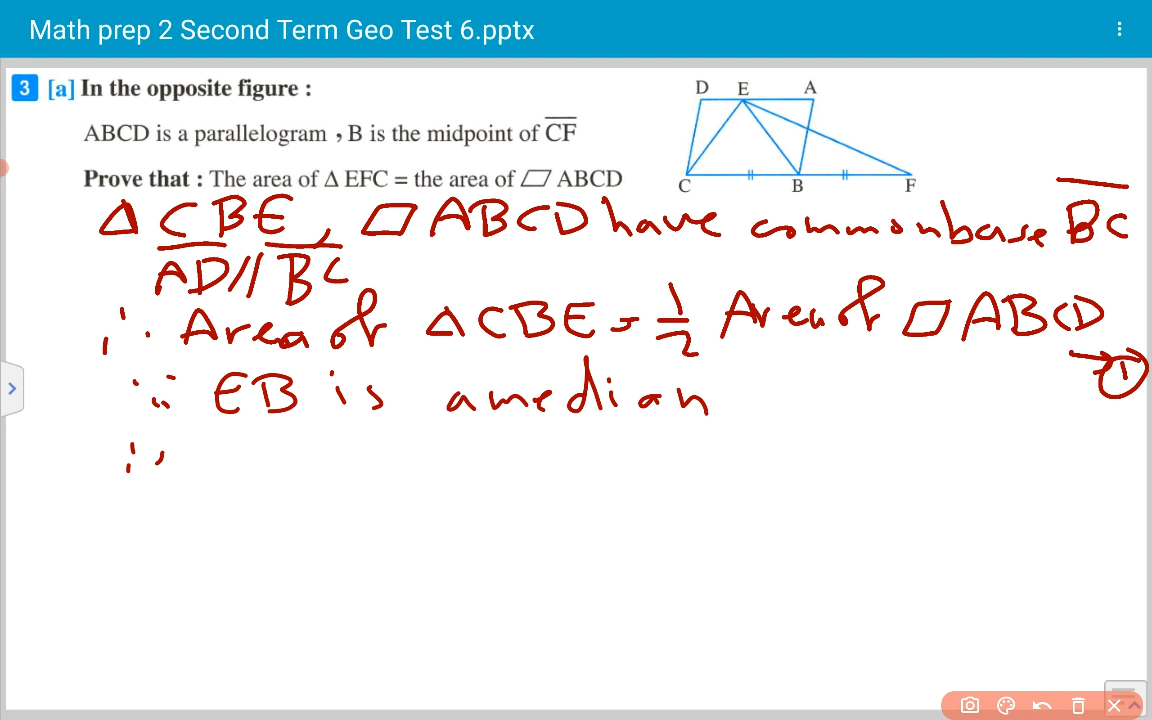 Math prep 2 Second Term Geo Test 6.pptx
3 [a] In the opposite figure :
ABCD is a parallelogram , B is the midpoint of CF
Prove that : The area of Δ EFC = the area of ▱ ABCD
D E A
C B F
Δ CBE , ▱ ABCD have common base BC
AD // BC
∴ Area of Δ CBE = 1/2 Area of ▱ ABCD
→ ①
∵ EB is a median
∴